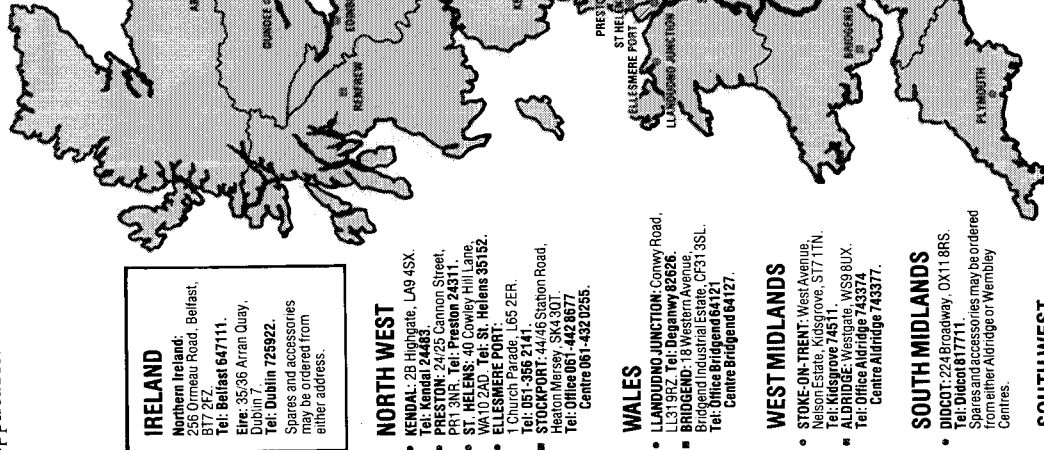 IRELAND
Northern Ireland:
256 Ormeau Road, Belfast,
BT7 2FZ.
Tel: Belfast 647111.
Eire: 35/36 Arran Quay,
Dublin 7.
Tel: Dublin 725922.
Spares and accessories
may be ordered from
either address.
NORTH WEST
KENDAL: 2B Highgate, LA9 4SX.
Tel: Kendal 24483.
PRESTON: 24/25 Cannon Street,
PR1 3NR. Tel: Preston 24311.
ST. HELENS: 40 Cowley Hill Lane,
WA10 2AD. Tel: St. Helens 35152.
ELLESMERE PORT:
1 Church Parade, L65 2ER.
Tel: 051-356 2141.
STOCKPORT: 44/46 Station Road,
Heaton Mersey, SK4 3QT.
Tel: Office 061-442 8677
Centre 061-432 0255.
WALES
LLANDUDNO JUNCTION: Conwy Road,
LL31 9RZ. Tel: Deganwy 82626.
BRIDGEND: 18 Western Avenue,
Bridgend Industrial Estate, CF31 3SL.
Tel: Office Bridgend 64121
Centre Bridgend 64127.
WEST MIDLANDS
STOKE-ON-TRENT: West Avenue,
Nelson Estate, Kidsgrove, ST7 1TN.
Tel: Kidsgrove 74511.
ALDRIDGE: Westgate, WS9 8UX.
Tel: Office Aldridge 743374
Centre Aldridge 743377.
SOUTH MIDLANDS
DIDCOT: 224 Broadway, OX11 8RS.
Tel: Didcot 817711.
Spares and accessories may be ordered
from either Aldridge or Wembley
Centres.
DUNDEE
RENFREW
PRESTO
ST HELEN
ELLESMERE PORT
LLANDUDNO JUNCTION
BRIDGEND
PLYMOUTH